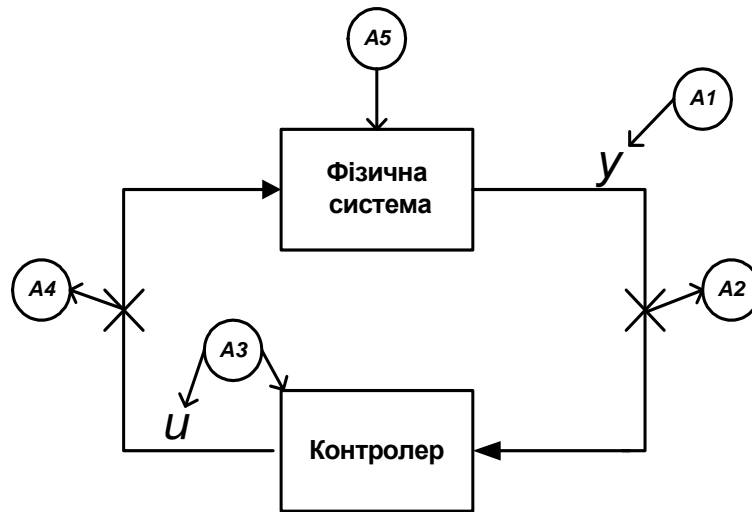 A5
A1
Фізична
система
y
A4
A2
A3
u
Контролер